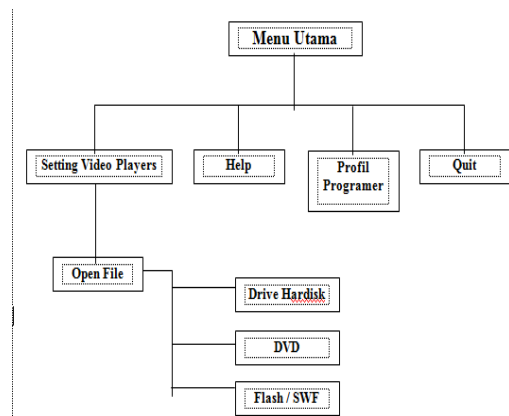 Menu Utama
Setting Video Players
Help
Profil
Programer
Quit
Open File
Drive Hardisk
DVD
Flash / SWF